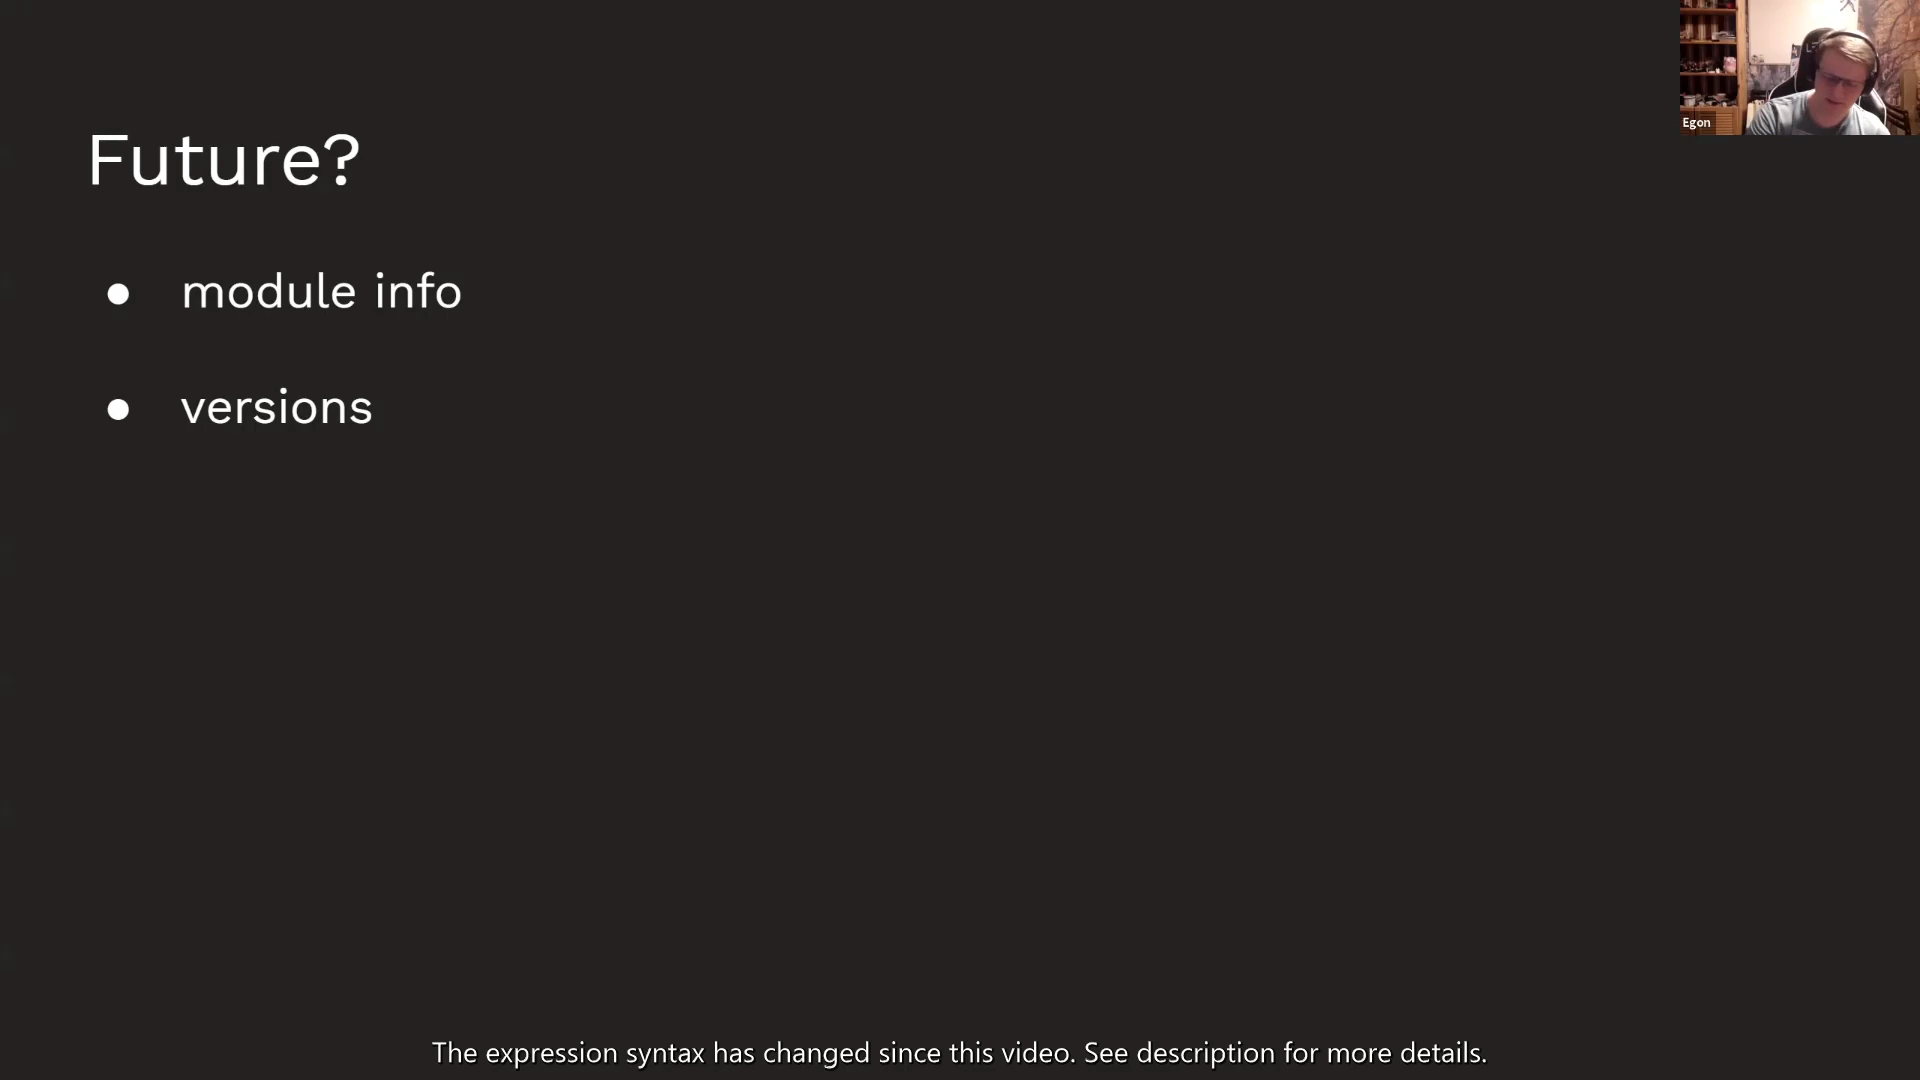 Egon
Future?
● module info
● versions
The expression syntax has changed since this video. See description for more details.